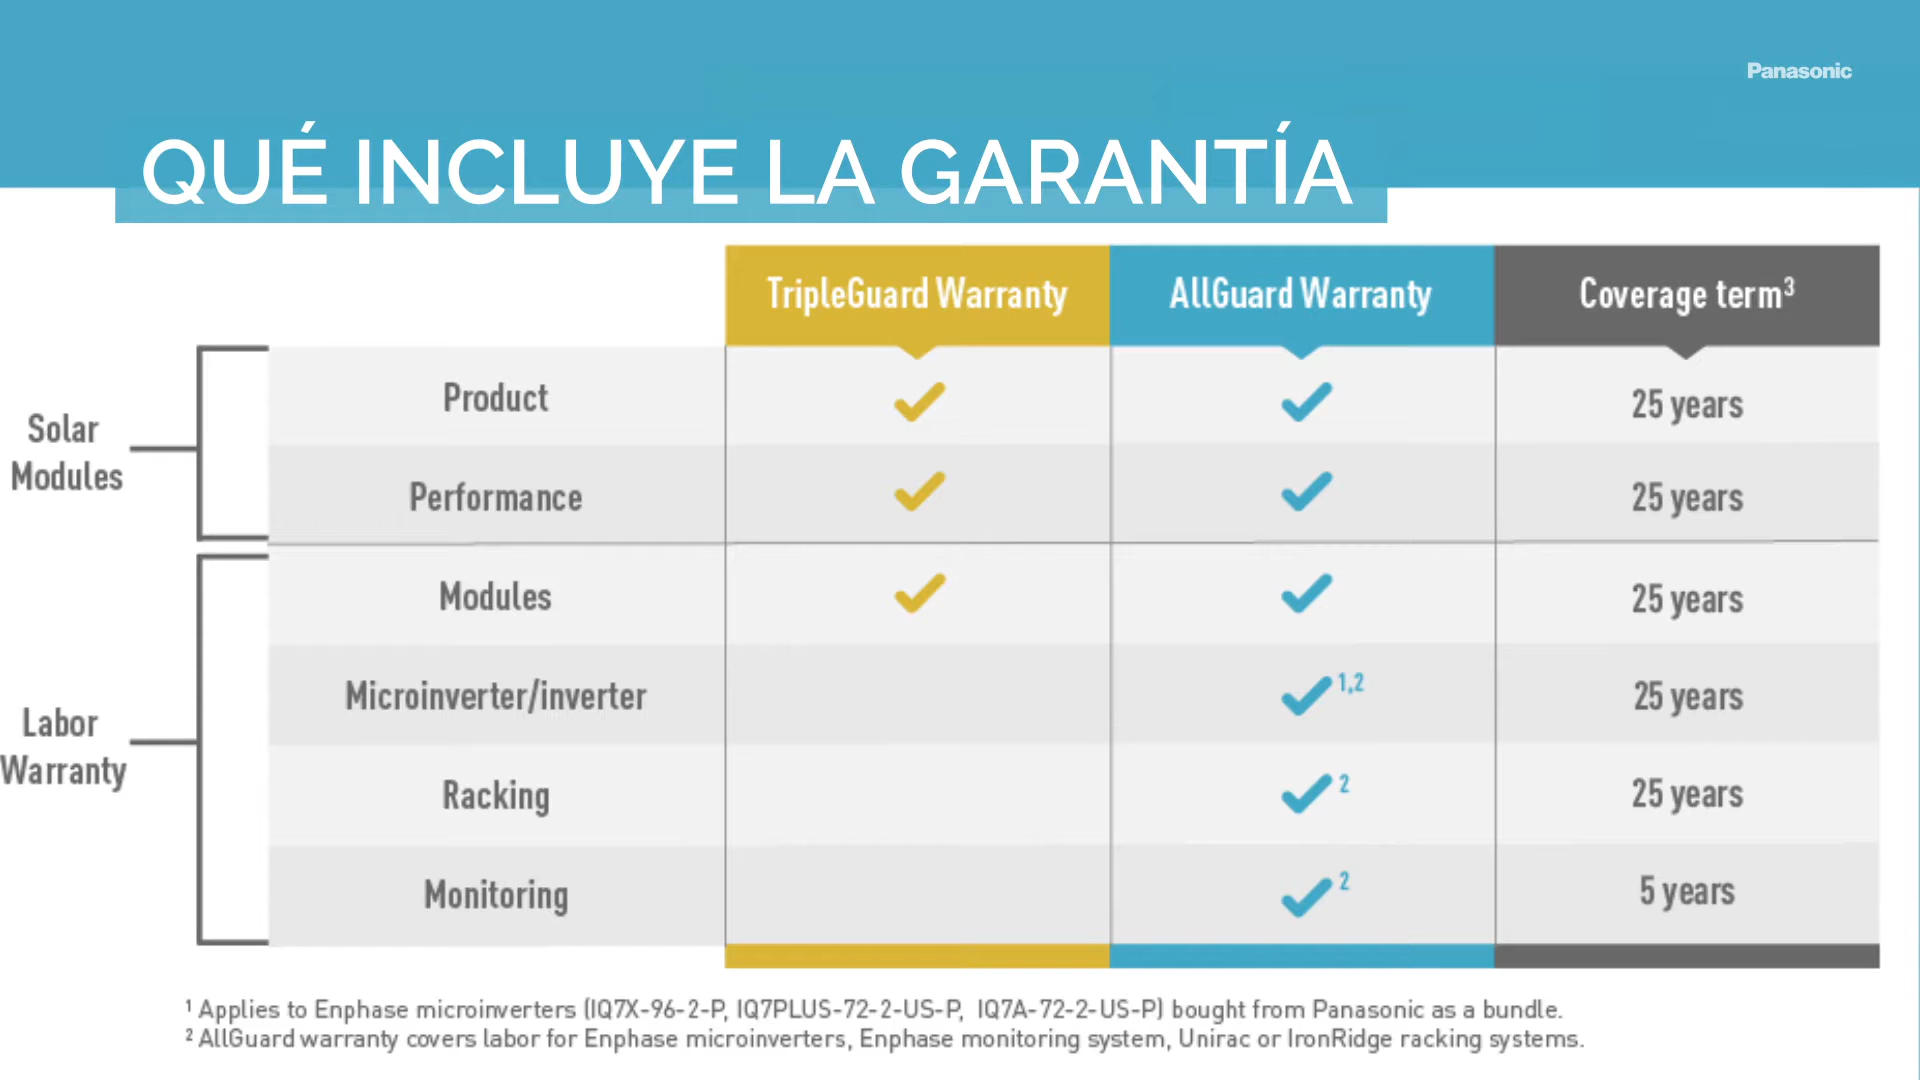 Panasonic
QUÉ INCLUYE LA GARANTÍA
TripleGuard Warranty AllGuard Warranty Coverage term³
Solar
Modules
Product 25 years
Performance 25 years
Labor
Warranty
Modules 25 years
Microinverter/inverter 1,2 25 years
Racking 2 25 years
Monitoring 2 5 years
¹ Applies to Enphase microinverters (IQ7X-96-2-P, IQ7PLUS-72-2-US-P, IQ7A-72-2-US-P) bought from Panasonic as a bundle.
² AllGuard warranty covers labor for Enphase microinverters, Enphase monitoring system, Unirac or IronRidge racking systems.